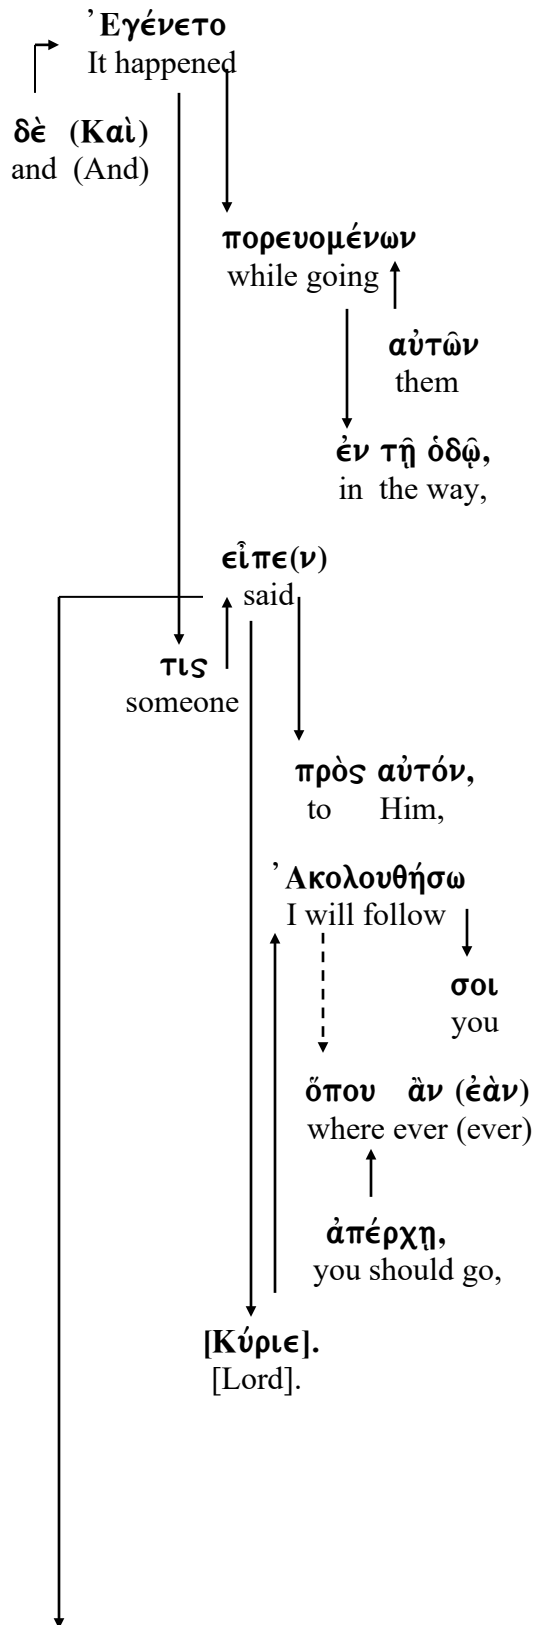 ᾿Εγένετο
It happened
δὲ (Καὶ)
and (And)
πορευομένων
while going
αὐτῶν
them
ἐν τῇ ὁδῷ,
in the way,
εἶπε(ν)
said
τις
someone
πρὸς αὐτόν,
to Him,
᾿Ακολουθήσω
I will follow
σοι
you
ὅπου ἂν (ἐὰν)
where ever (ever)
ἀπέρχῃ,
you should go,
[Κύριε].
[Lord].